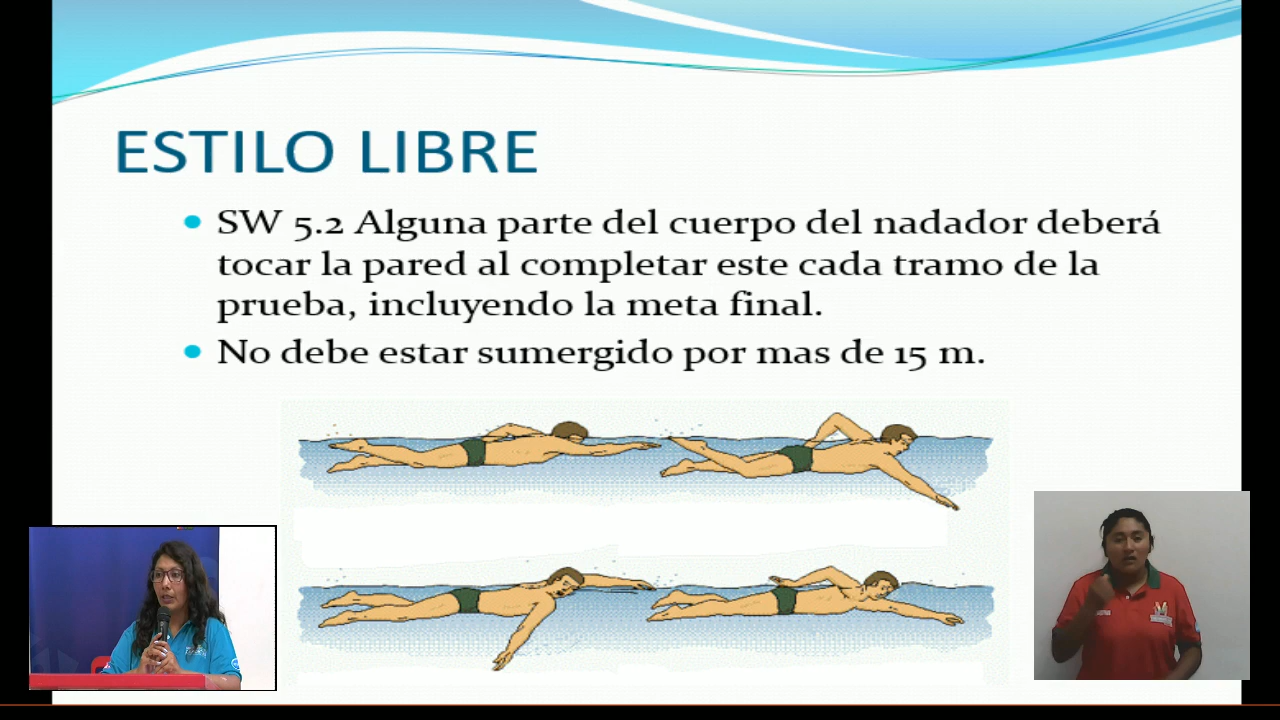 ESTILO LIBRE
SW 5.2 Alguna parte del cuerpo del nadador deberá
tocar la pared al completar este cada tramo de la
prueba, incluyendo la meta final.
No debe estar sumergido por mas de 15 m.